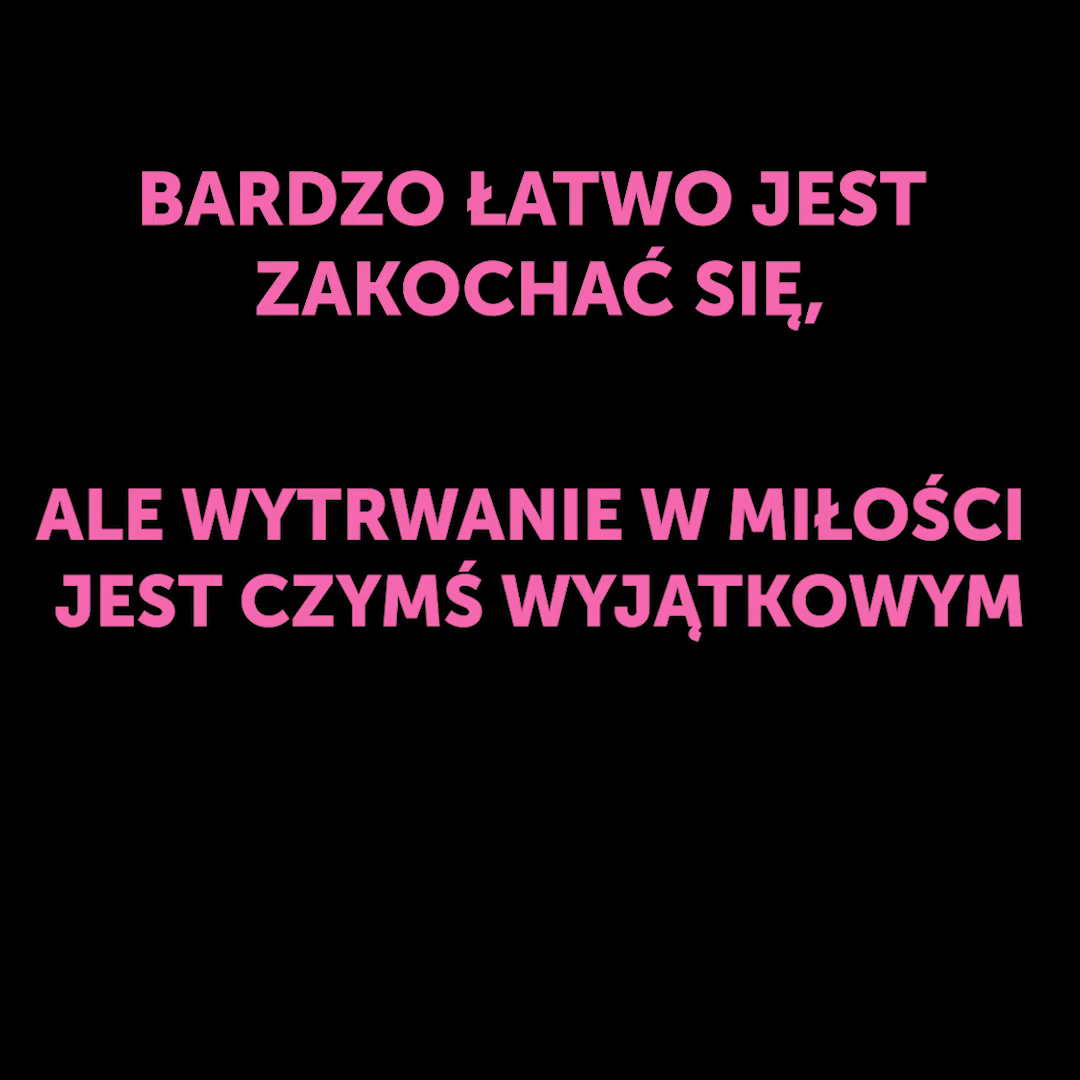 BARDZO ŁATWO JEST
ZAKOCHAĆ SIĘ,
ALE WYTRWANIE W MIŁOŚCI
JEST CZYMŚ WYJĄTKOWYM